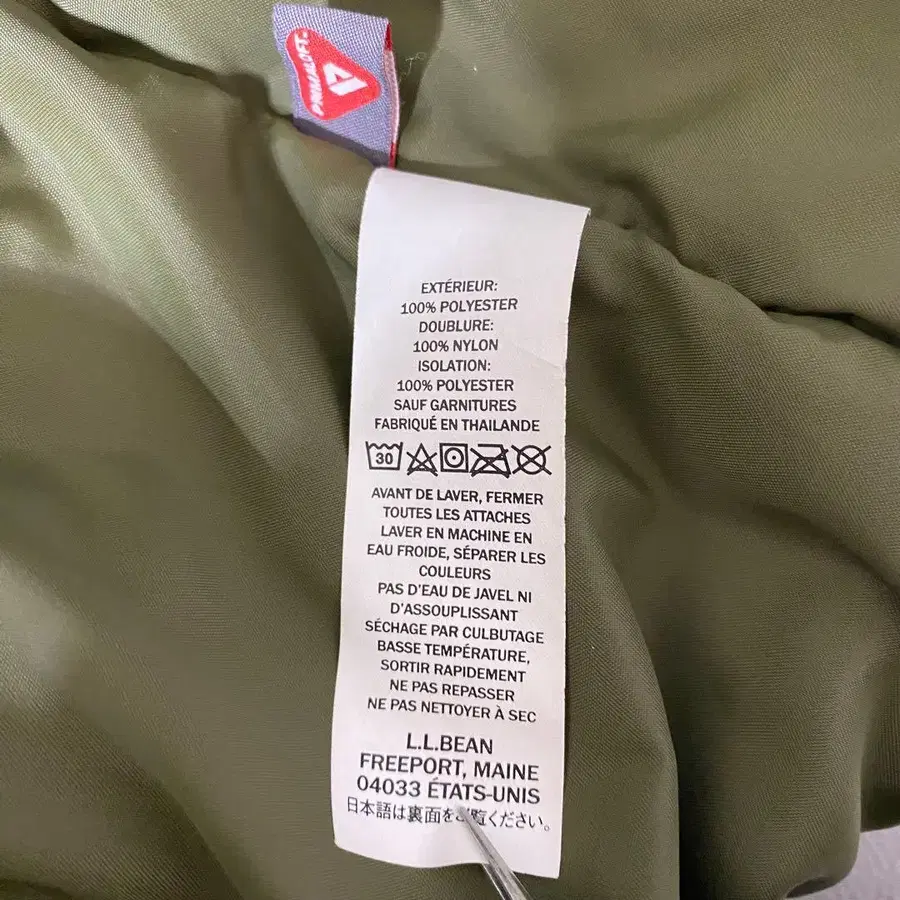 PRIMALOFT
EXTÉRIEUR:
100% POLYESTER
DOUBLURE:
100% NYLON
ISOLATION:
100% POLYESTER
SAUF GARNITURES
FABRIQUÉ EN THAILANDE
30
AVANT DE LAVER, FERMER
TOUTES LES ATTACHES
LAVER EN MACHINE EN
EAU FROIDE, SÉPARER LES
COULEURS
PAS D'EAU DE JAVEL NI
D'ASSOUPLISSANT
SÉCHAGE PAR CULBUTAGE
BASSE TEMPÉRATURE,
SORTIR RAPIDEMENT
NE PAS REPASSER
NE PAS NETTOYER À SEC
L.L.BEAN
FREEPORT, MAINE
04033 ÉTATS-UNIS
日本語は裏面をご覧ください。